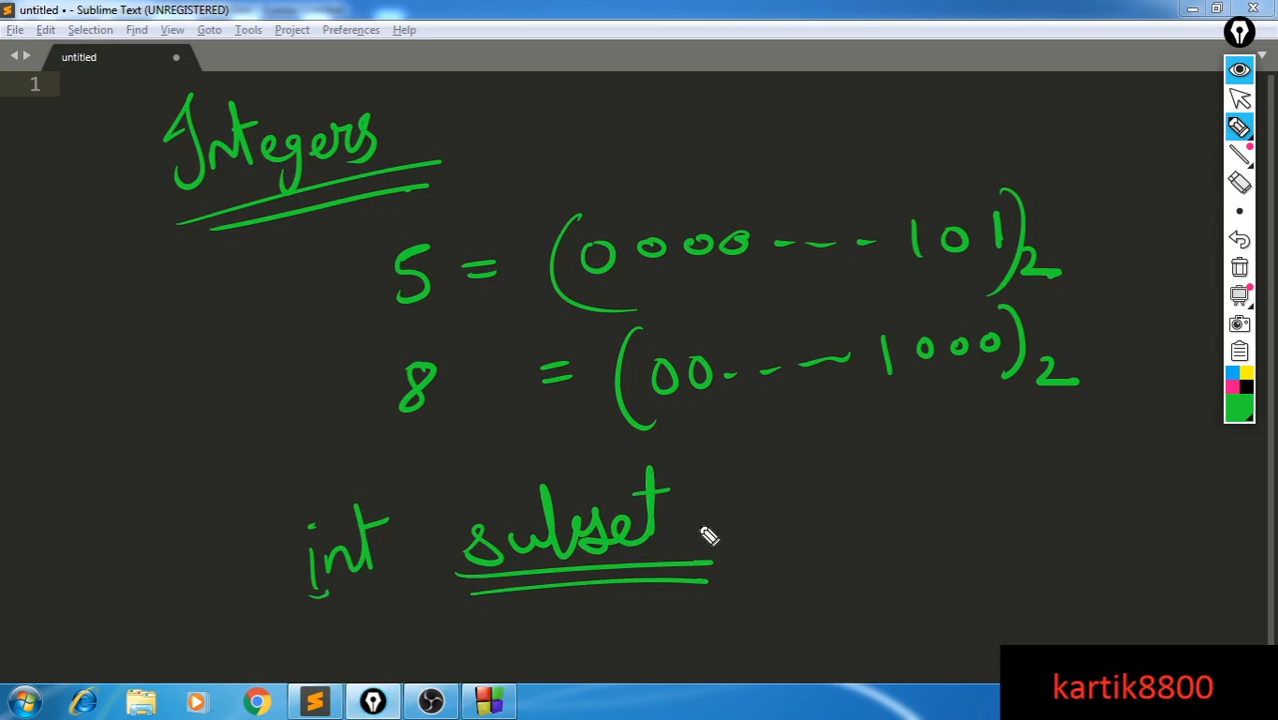 untitled • - Sublime Text (UNREGISTERED)
File Edit Selection Find View Goto Tools Project Preferences Help
untitled
1
Integers
5 = (0000----101)2
8 = (00----1000)2
int subset
kartik8800